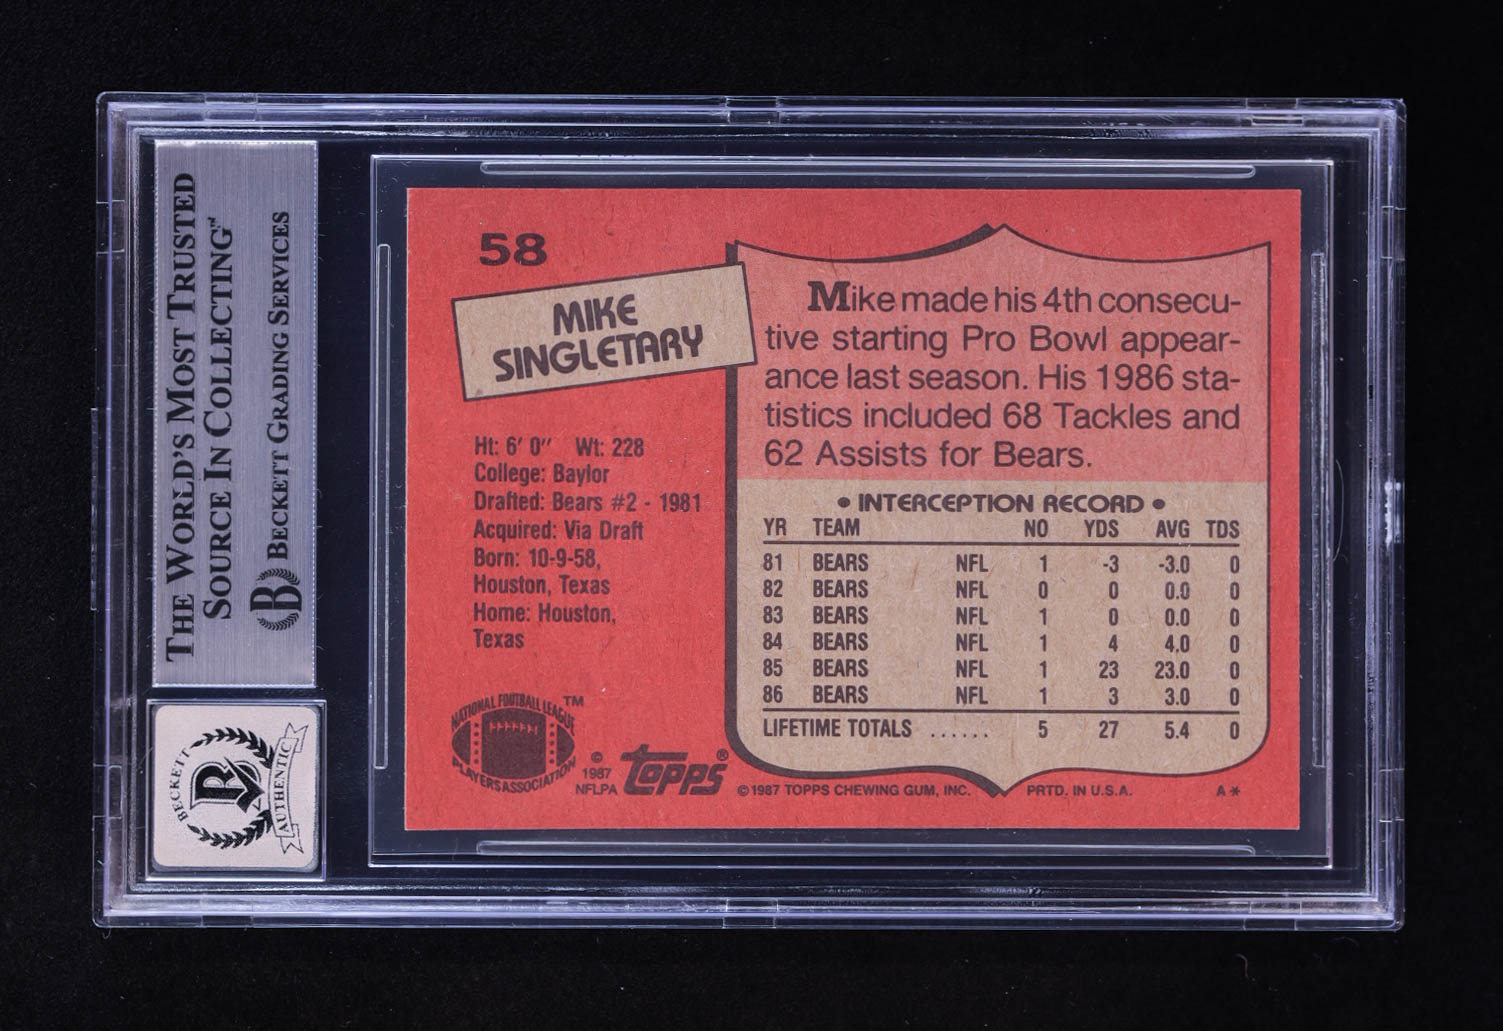 THE WORLD'S MOST TRUSTED
SOURCE IN COLLECTING™
BECKETT GRADING SERVICES
BECKETT
AUTHENTIC
58
MIKE
SINGLETARY
Ht: 6′ 0″ Wt: 228
College: Baylor
Drafted: Bears #2 - 1981
Acquired: Via Draft
Born: 10-9-58,
Houston, Texas
Home: Houston,
Texas
NATIONAL FOOTBALL LEAGUE ™
PLAYERS ASSOCIATION
©
1987
NFLPA
Topps®
Mike made his 4th consecu-
tive starting Pro Bowl appear-
ance last season. His 1986 sta-
tistics included 68 Tackles and
62 Assists for Bears.
• INTERCEPTION RECORD •
YR TEAM NO YDS AVG TDS
81 BEARS NFL 1 -3 -3.0 0
82 BEARS NFL 0 0 0.0 0
83 BEARS NFL 1 0 0.0 0
84 BEARS NFL 1 4 4.0 0
85 BEARS NFL 1 23 23.0 0
86 BEARS NFL 1 3 3.0 0
LIFETIME TOTALS ...... 5 27 5.4 0
©1987 TOPPS CHEWING GUM, INC. PRTD. IN U.S.A. A*